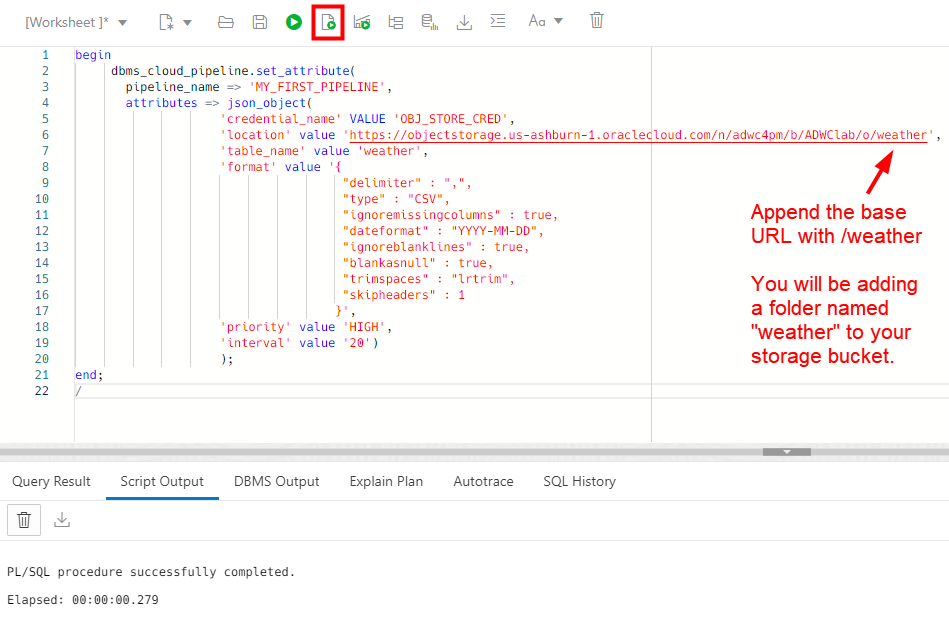 [Worksheet ]*
Aa
1 begin
2 dbms_cloud_pipeline.set_attribute(
3 pipeline_name => 'MY_FIRST_PIPELINE',
4 attributes => json_object(
5 'credential_name' VALUE 'OBJ_STORE_CRED',
6 'location' value 'https://objectstorage.us-ashburn-1.oraclecloud.com/n/adwc4pm/b/ADWClab/o/weather',
7 'table_name' value 'weather',
8 'format' value '{
9 "delimiter" : ",",
10 "type" : "CSV",
11 "ignoremissingcolumns" : true,
12 "dateformat" : "YYYY-MM-DD",
13 "ignoreblanklines" : true,
14 "blankasnull" : true,
15 "trimspaces" : "lrtrim",
16 "skipheaders" : 1
17 }',
18 'priority' value 'HIGH',
19 'interval' value '20')
20 );
21 end;
22 /
Append the base
URL with /weather
You will be adding
a folder named
"weather" to your
storage bucket.
Query Result Script Output DBMS Output Explain Plan Autotrace SQL History
PL/SQL procedure successfully completed.
Elapsed: 00:00:00.279